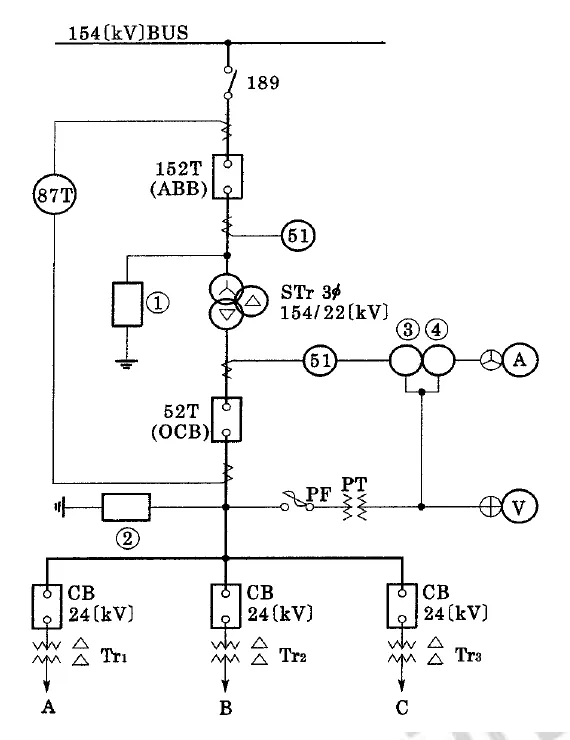 154[kV]BUS
189
152T
(ABB)
87T
51
①
STr 3φ
154/22[kV]
③ ④
51
A
52T
(OCB)
PF
PT
V
②
CB
24[kV]
Tr₁
CB
24[kV]
Tr₂
CB
24[kV]
Tr₃
A
B
C